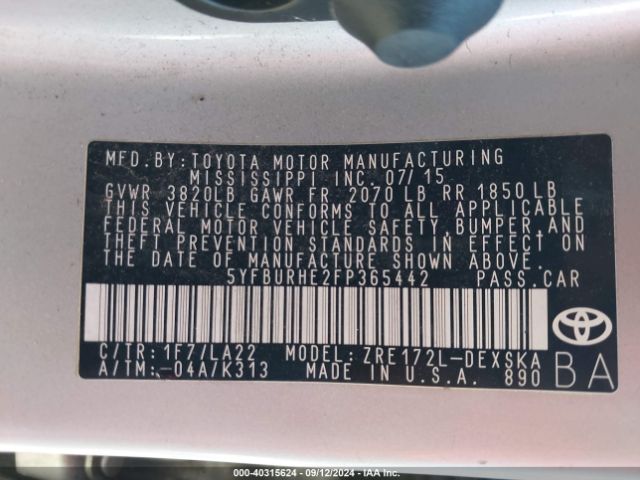 MFD. BY: TOYOTA MOTOR MANUFACTURING
MISSISSIPPI INC. 07/15
GVWR 3820LB GAWR FR. 2070 LB RR 1850 LB
THIS VEHICLE CONFORMS TO ALL APPLICABLE
FEDERAL MOTOR VEHICLE SAFETY, BUMPER, AND
THEFT PREVENTION STANDARDS IN EFFECT ON
THE DATE OF MANUFACTURE SHOWN ABOVE.
5YFBURHE2FP365442 PASS. CAR
C/TR: 1F7/LA22 MODEL: ZRE172L-DEXSKA
A/TM: -04A/K313 MADE IN U.S.A. 890
BA
000-40315624 - 09/12/2024 - IAA Inc.